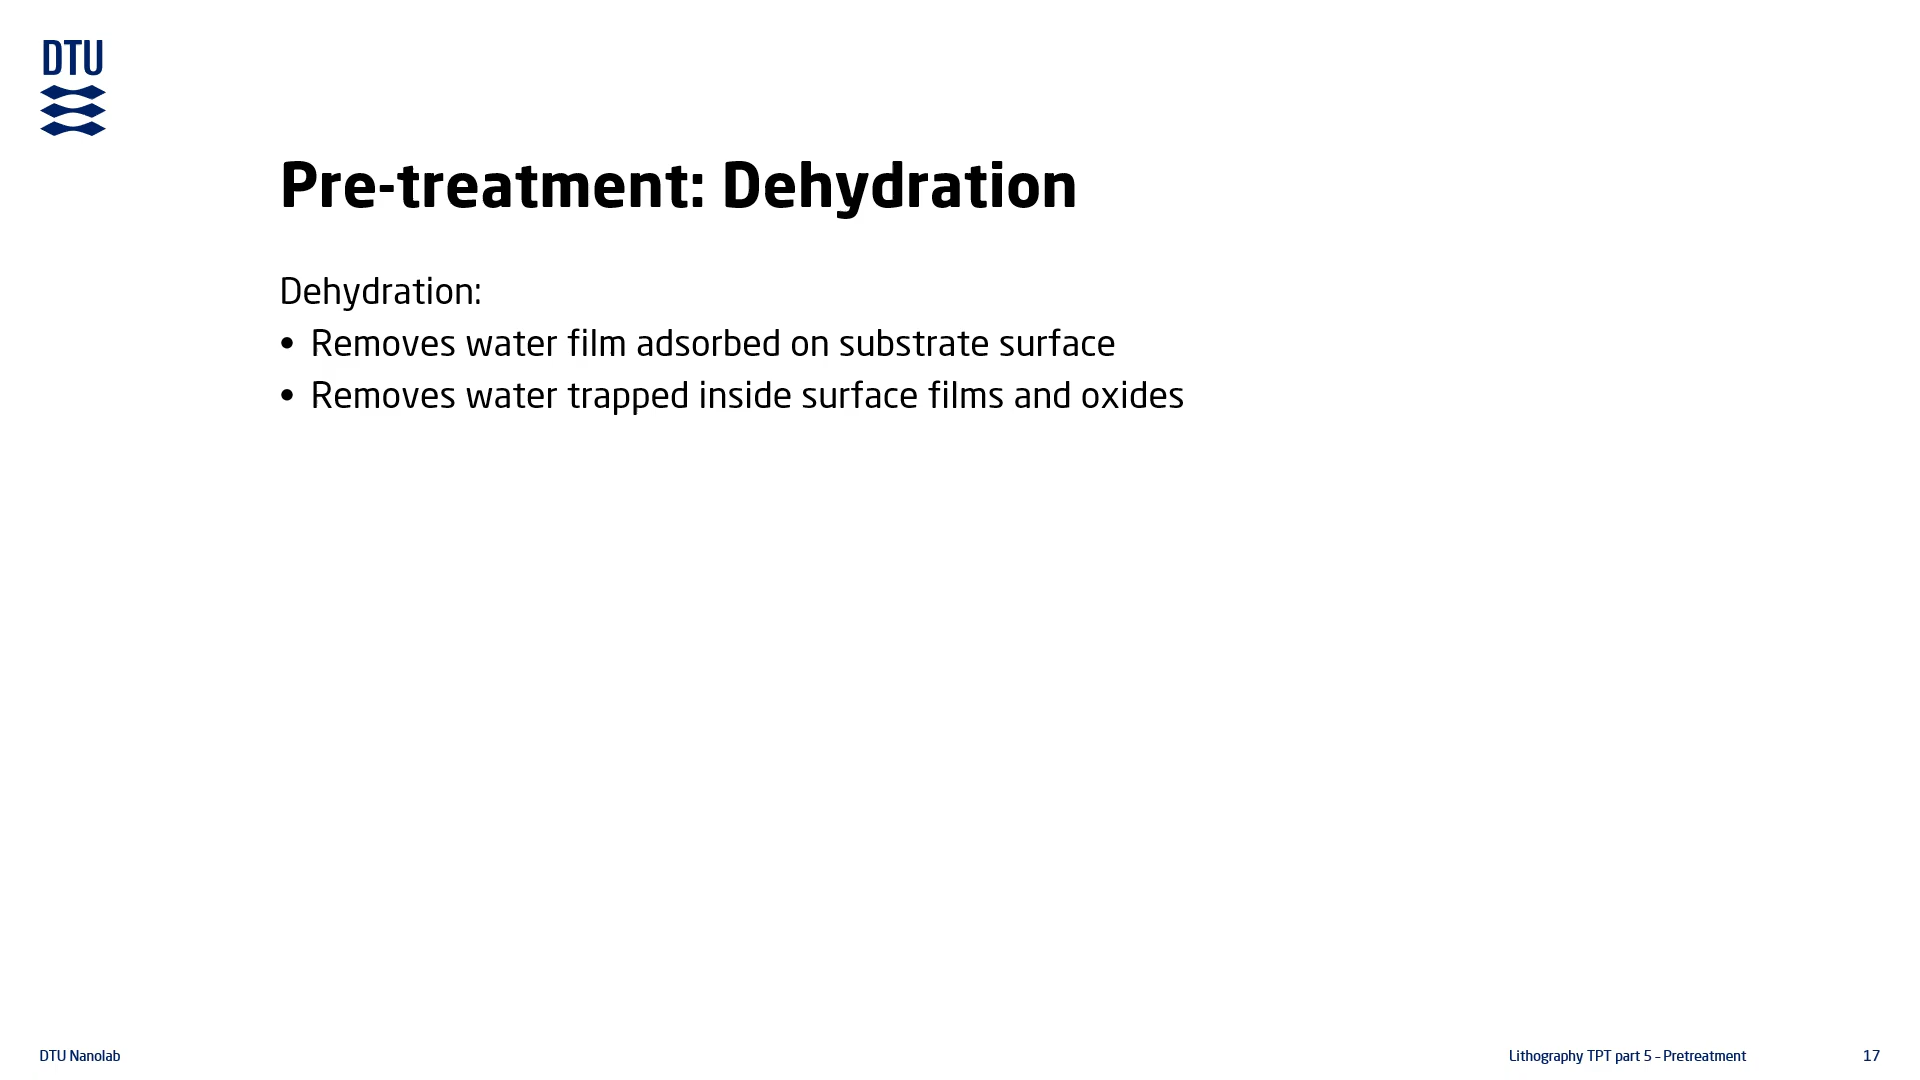 DTU
Pre-treatment: Dehydration
Dehydration:
• Removes water film adsorbed on substrate surface
• Removes water trapped inside surface films and oxides
DTU Nanolab
Lithography TPT part 5 – Pretreatment
17